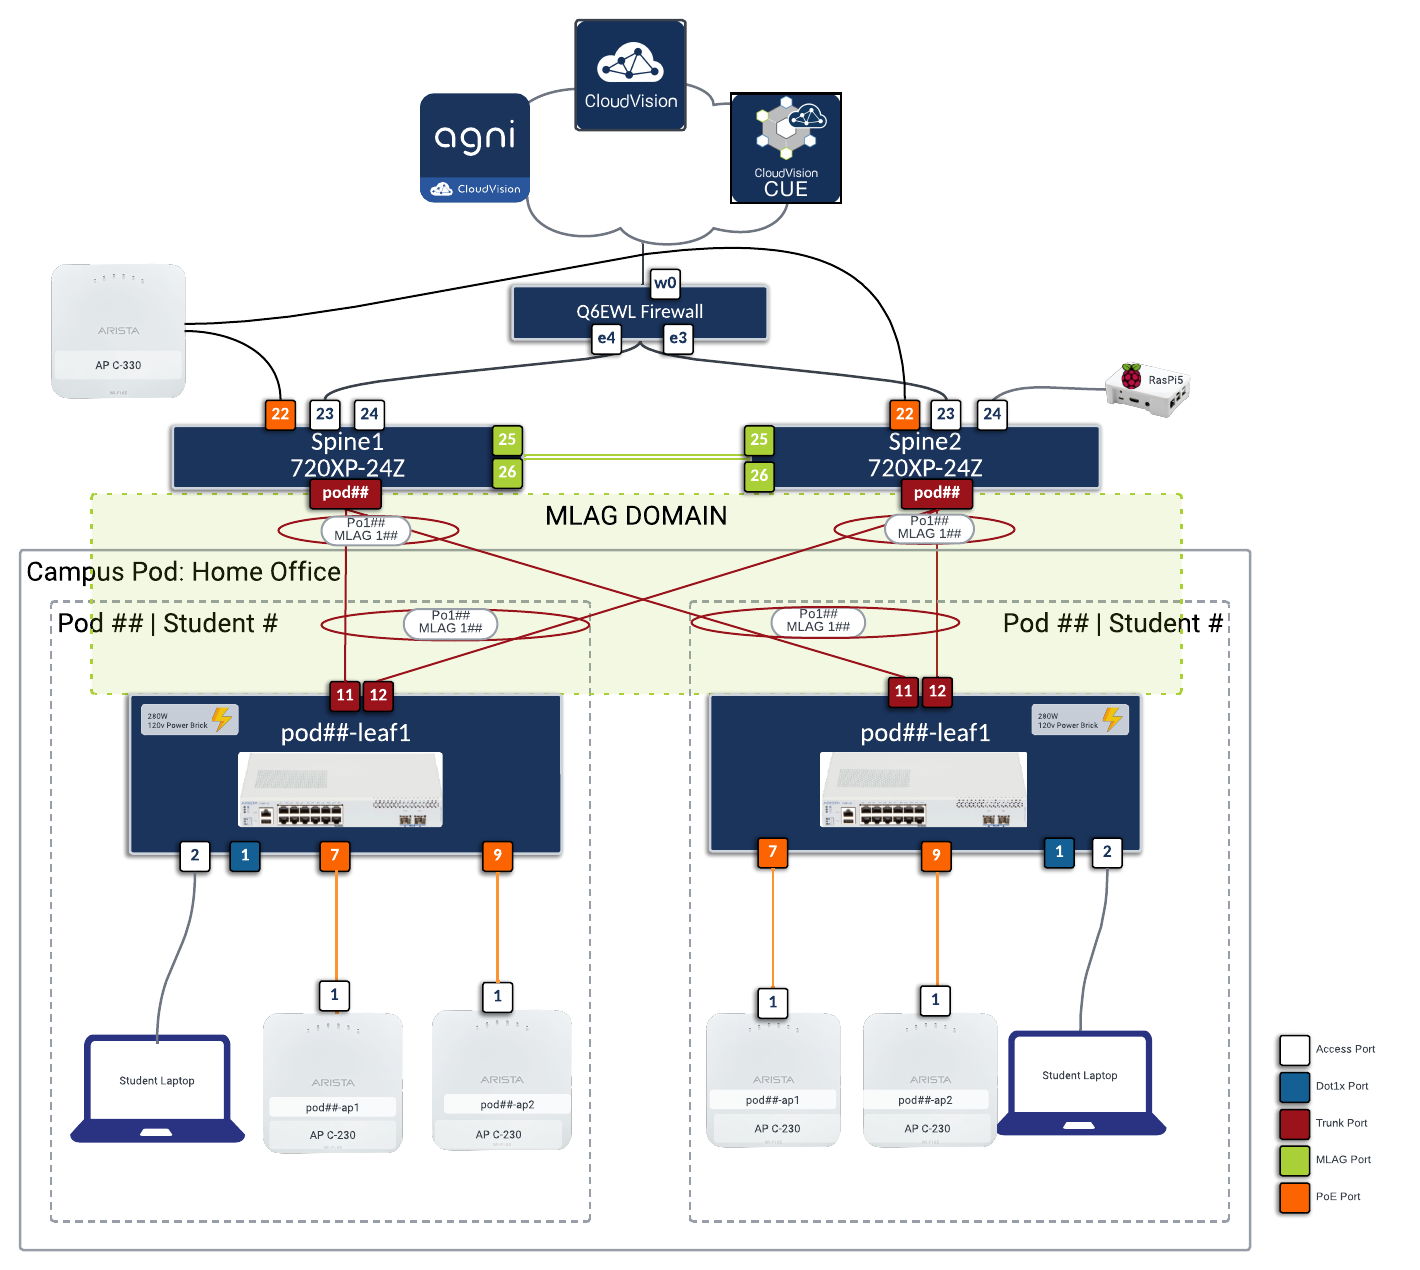 CloudVision
agni
CloudVision
CloudVision
CUE
w0
Q6EWL Firewall
e4
e3
ARISTA
AP C-330
RasPi5
22
23
24
22
23
24
Spine1
720XP-24Z
25
26
25
26
Spine2
720XP-24Z
pod##
pod##
MLAG DOMAIN
Po1##
MLAG 1##
Po1##
MLAG 1##
Campus Pod: Home Office
Pod ## | Student #
Po1##
MLAG 1##
Po1##
MLAG 1##
Pod ## | Student #
11
12
11
12
280W
120v Power Brick
pod##-leaf1
pod##-leaf1
280W
120v Power Brick
2
1
7
9
7
9
1
2
1
1
1
1
Student Laptop
ARISTA
pod##-ap1
AP C-230
ARISTA
pod##-ap2
AP C-230
ARISTA
pod##-ap1
AP C-230
ARISTA
pod##-ap2
AP C-230
Student Laptop
Access Port
Dot1x Port
Trunk Port
MLAG Port
PoE Port